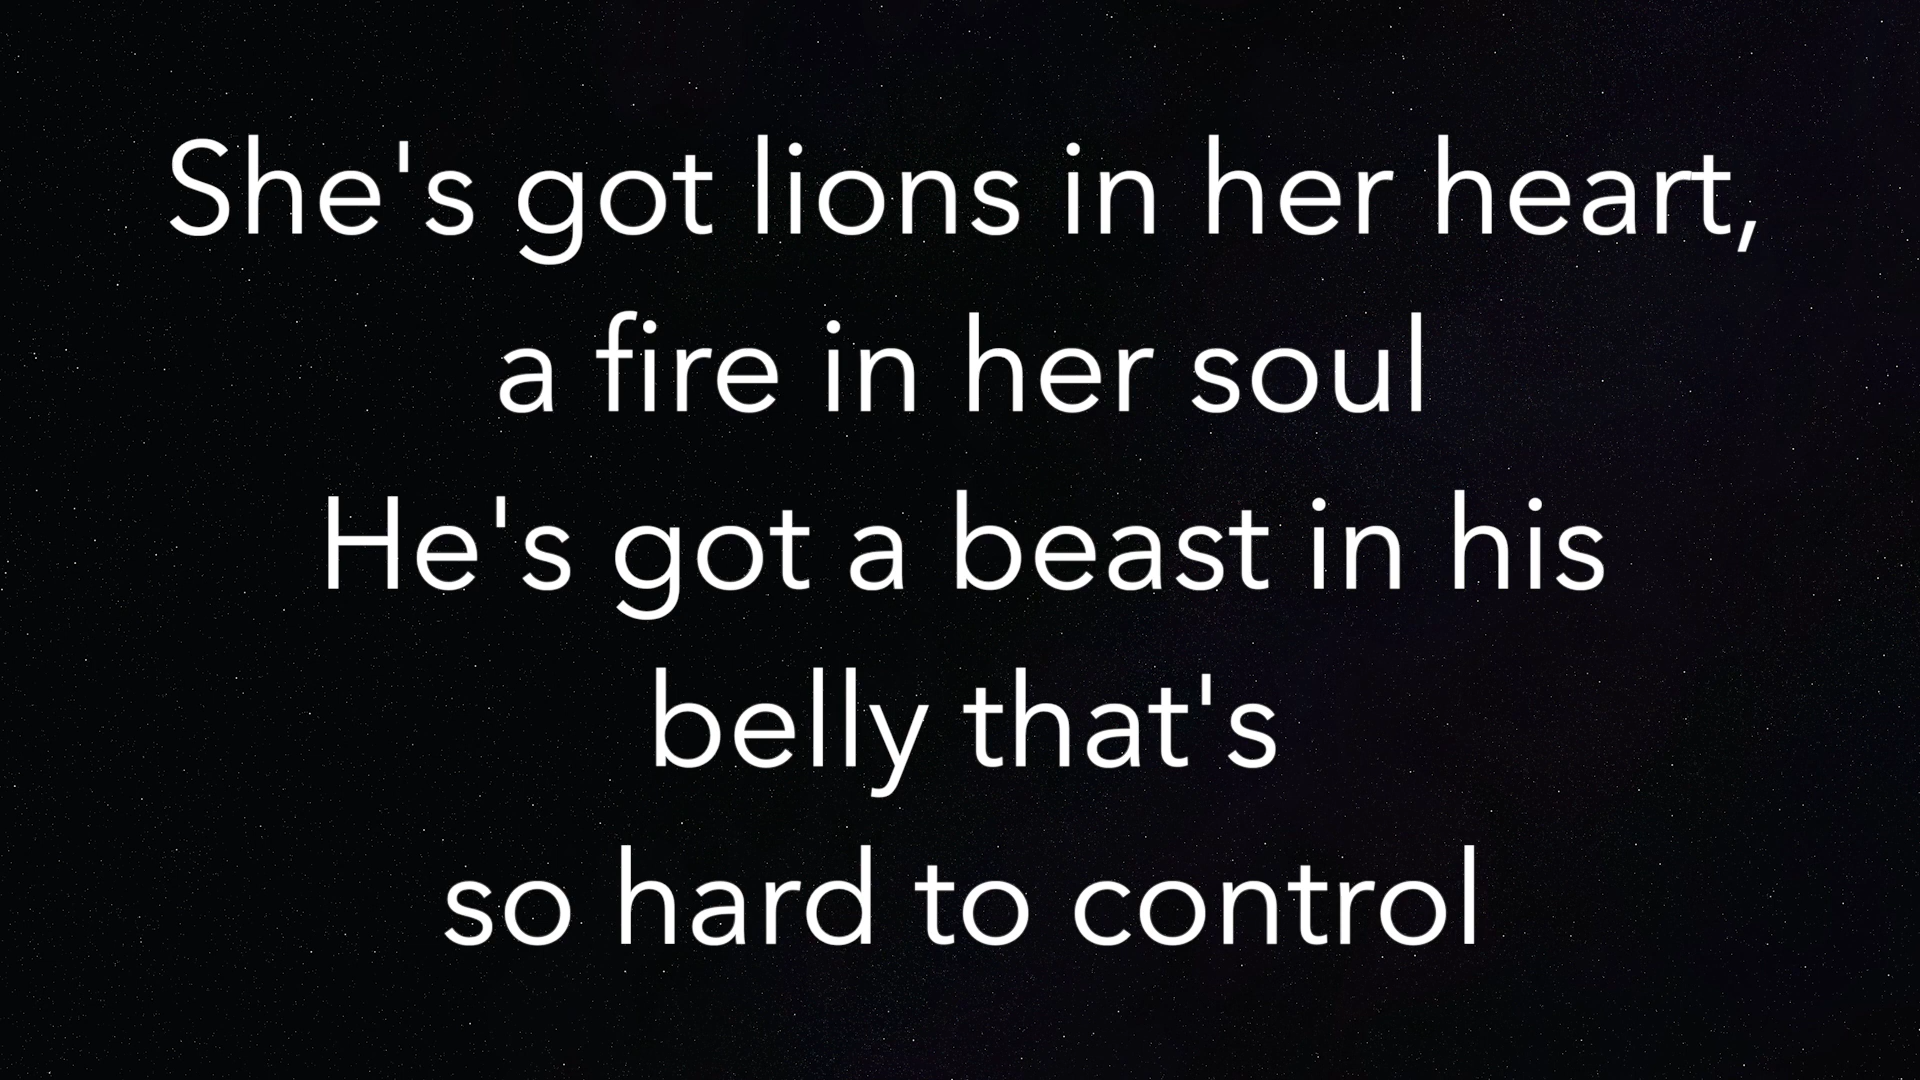 She's got lions in her heart,
a fire in her soul
He's got a beast in his
belly that's
so hard to control